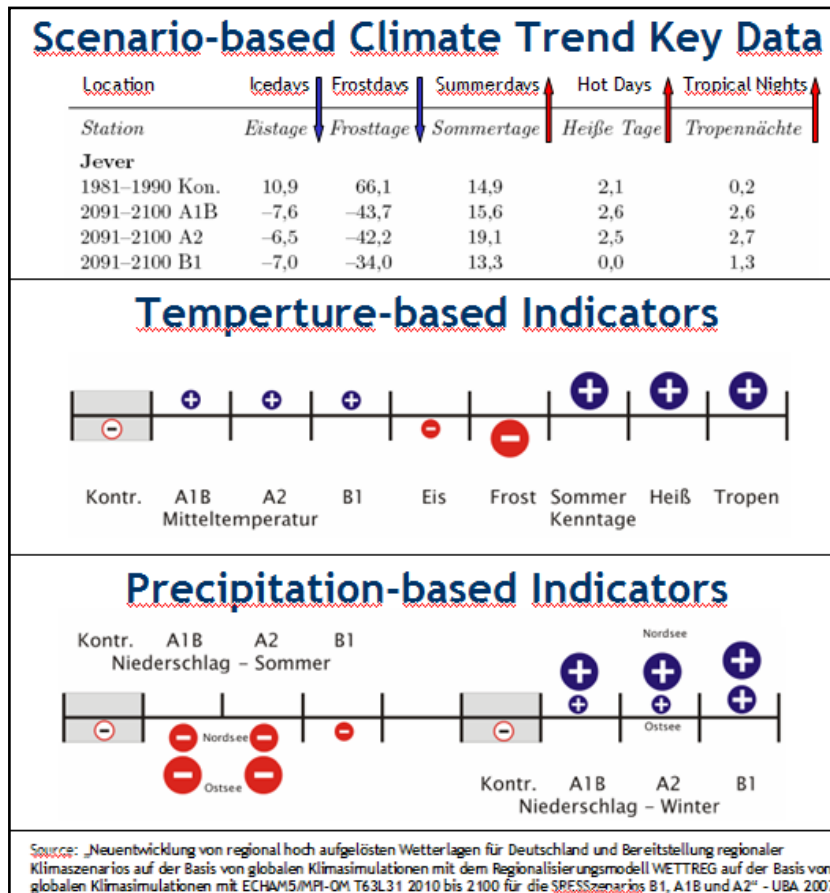 Scenario-based Climate Trend Key Data
Location Icedays Frostdays Summerdays Hot Days Tropical Nights
Station Eistage Frosttage Sommertage Heiße Tage Tropennächte
Jever
1981–1990 Kon. 10,9 66,1 14,9 2,1 0,2
2091–2100 A1B –7,6 –43,7 15,6 2,6 2,6
2091–2100 A2 –6,5 –42,2 19,1 2,5 2,7
2091–2100 B1 –7,0 –34,0 13,3 0,0 1,3
Temperture-based Indicators
Kontr. A1B A2 B1 Eis Frost Sommer Heiß Tropen
Mitteltemperatur Kenntage
Precipitation-based Indicators
Kontr. A1B A2 B1
Niederschlag – Sommer
Nordsee
Nordsee
Ostsee
Ostsee
Kontr. A1B A2 B1
Niederschlag – Winter
Source: „Neuentwicklung von regional hoch aufgelösten Wetterlagen für Deutschland und Bereitstellung regionaler
Klimaszenarios auf der Basis von globalen Klimasimulationen mit dem Regionalisierungsmodell WETTREG auf der Basis von
globalen Klimasimulationen mit ECHAM5/MPI-OM T63L31 2010 bis 2100 für die SRESSzenarios B1, A1B und A2" - UBA